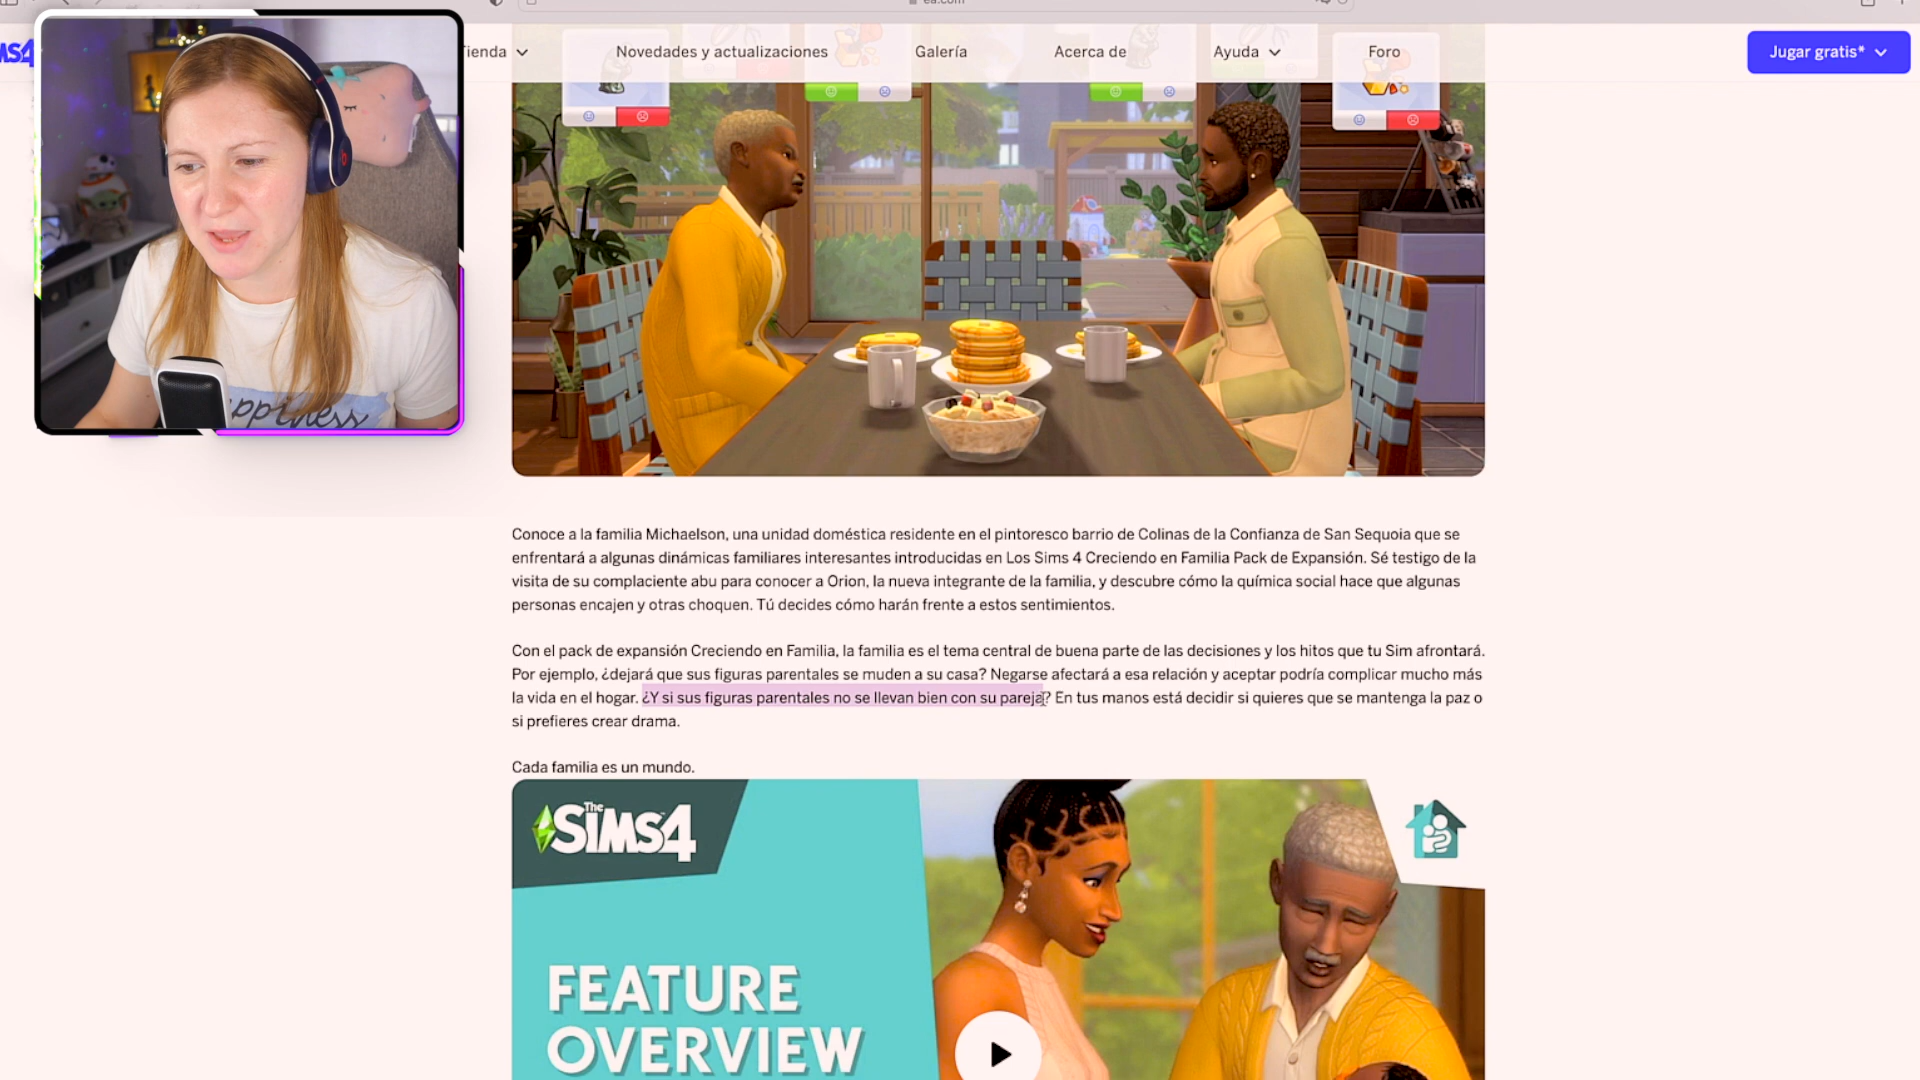 ea.com
MS4
Tienda
Novedades y actualizaciones
Galería
Acerca de
Ayuda
Foro
Jugar gratis*
ppiness
Conoce a la familia Michaelson, una unidad doméstica residente en el pintoresco barrio de Colinas de la Confianza de San Sequoia que se
enfrentará a algunas dinámicas familiares interesantes introducidas en Los Sims 4 Creciendo en Familia Pack de Expansión. Sé testigo de la
visita de su complaciente abu para conocer a Orion, la nueva integrante de la familia, y descubre cómo la química social hace que algunas
personas encajen y otras choquen. Tú decides cómo harán frente a estos sentimientos.
Con el pack de expansión Creciendo en Familia, la familia es el tema central de buena parte de las decisiones y los hitos que tu Sim afrontará.
Por ejemplo, ¿dejará que sus figuras parentales se muden a su casa? Negarse afectará a esa relación y aceptar podría complicar mucho más
la vida en el hogar. ¿Y si sus figuras parentales no se llevan bien con su pareja? En tus manos está decidir si quieres que se mantenga la paz o
si prefieres crear drama.
Cada familia es un mundo.
The
SIMS4
FEATURE
OVERVIEW